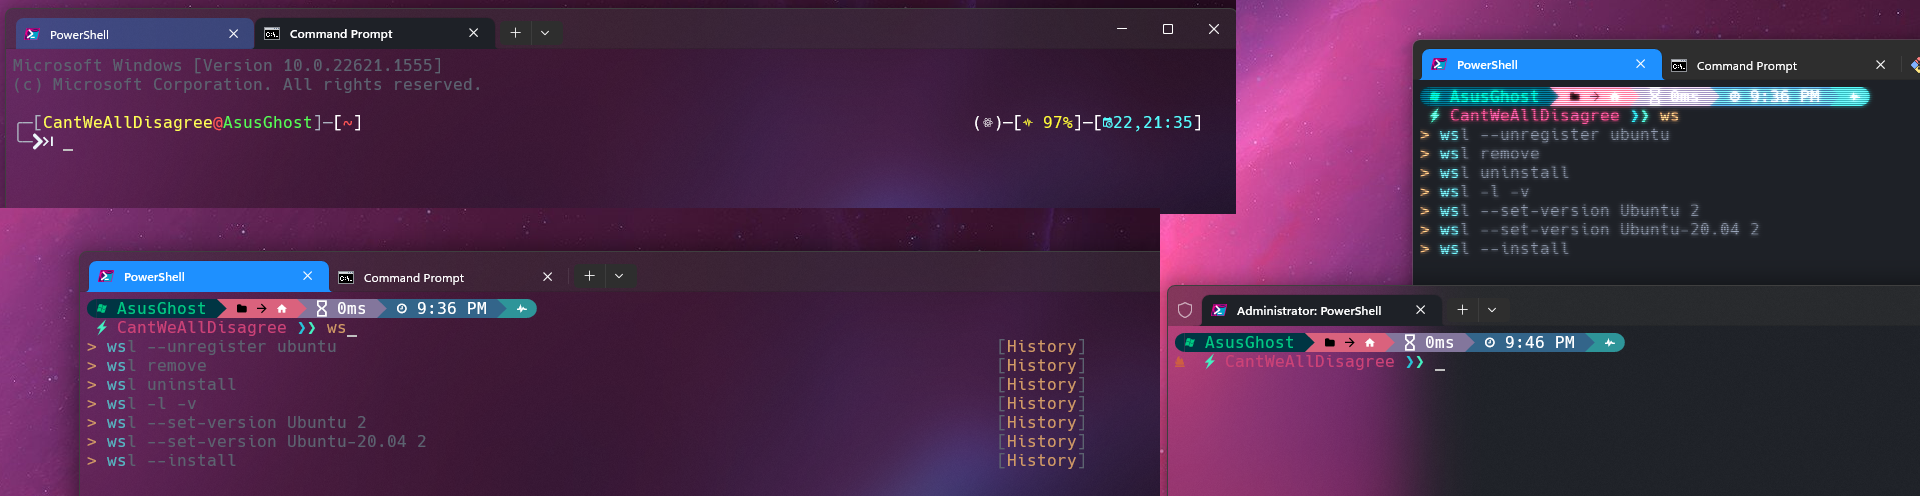 PowerShell
Command Prompt
Microsoft Windows [Version 10.0.22621.1555]
(c) Microsoft Corporation. All rights reserved.
[CantWeAllDisagree@AsusGhost]─[~]
()─[ 97%]─[22,21:35]
PowerShell
Command Prompt
AsusGhost 0ms 9:36 PM
CantWeAllDisagree ❯❯ ws_
> wsl --unregister ubuntu [History]
> wsl remove [History]
> wsl uninstall [History]
> wsl -l -v [History]
> wsl --set-version Ubuntu 2 [History]
> wsl --set-version Ubuntu-20.04 2 [History]
> wsl --install [History]
PowerShell
Command Prompt
AsusGhost 0ms 9:36 PM
CantWeAllDisagree ❯❯ ws
> wsl --unregister ubuntu
> wsl remove
> wsl uninstall
> wsl -l -v
> wsl --set-version Ubuntu 2
> wsl --set-version Ubuntu-20.04 2
> wsl --install
Administrator: PowerShell
AsusGhost 0ms 9:46 PM
CantWeAllDisagree ❯❯ _